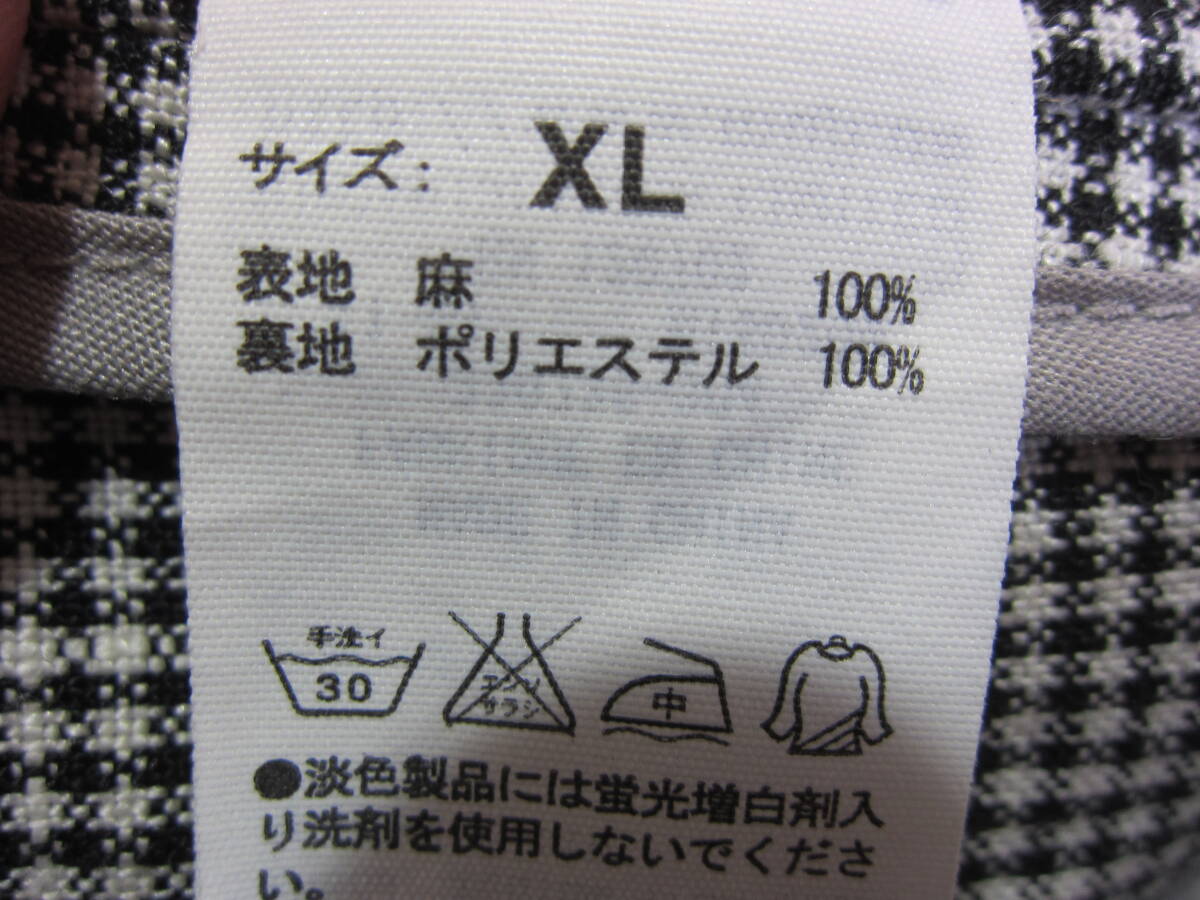 サイズ: XL
表地 麻 100%
裏地 ポリエステル 100%
手洗イ
30
エンソ
サラシ
中
●淡色製品には蛍光増白剤入
り洗剤を使用しないでくださ
い。